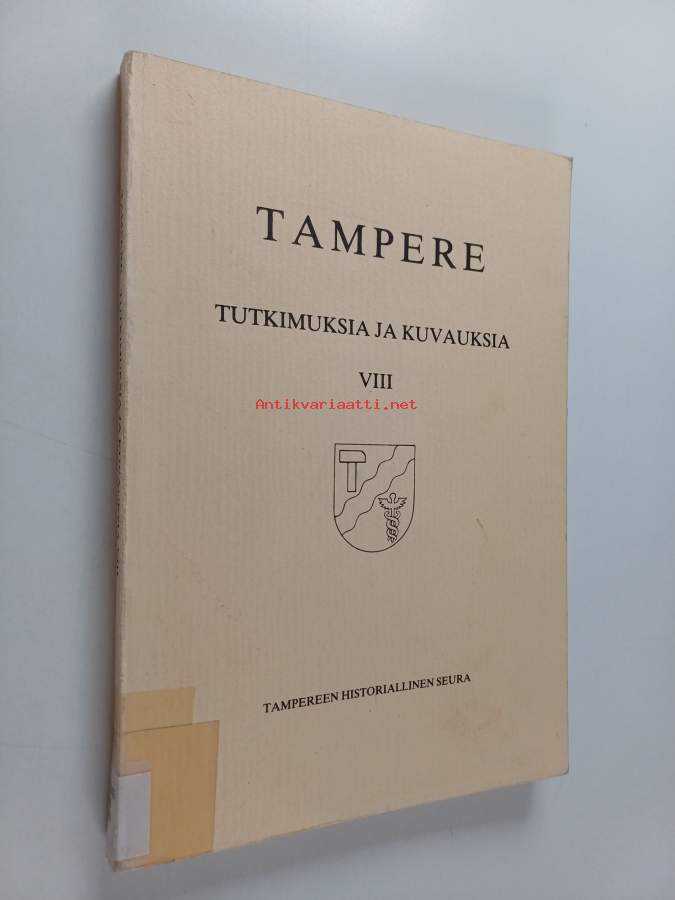 TAMPERE
TUTKIMUKSIA JA KUVAUKSIA
VIII
Antikvariaatti.net
TAMPEREEN HISTORIALLINEN SEURA